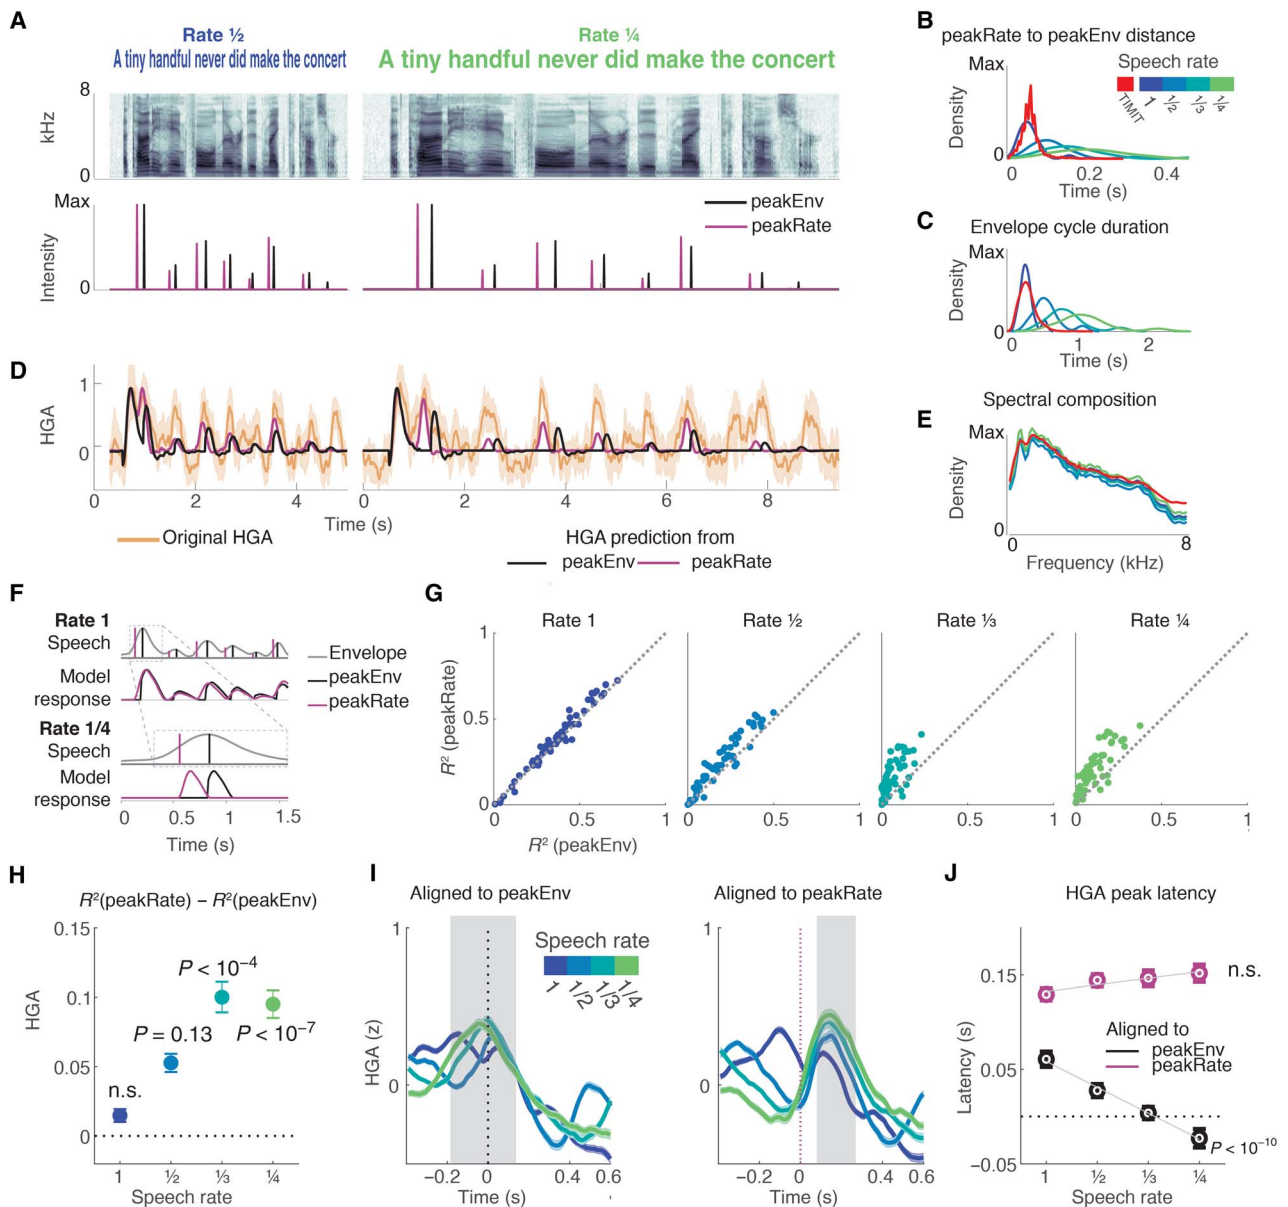 A
Rate ½
A tiny handful never did make the concert
Rate ¼
A tiny handful never did make the concert
8
kHz
0
Max
Intensity
0
peakEnv
peakRate
B
peakRate to peakEnv distance
Max
Density
0
0 0.2 0.4
Time (s)
Speech rate
TIMIT 1 1/2 1/3 1/4
C
Envelope cycle duration
Max
Density
0
0 1 2
Time (s)
D
1
HGA
0
0 2 4 0 2 4 6 8
Time (s)
Original HGA
HGA prediction from
peakEnv peakRate
Spectral composition
E
Max
Density
0
0 8
Frequency (kHz)
F
Rate 1
Speech
Model
response
Rate 1/4
Speech
Model
response
0 0.5 1 1.5
Time (s)
Envelope
peakEnv
peakRate
G
Rate 1 Rate ½ Rate ⅓ Rate ¼
1
0.5
0
R² (peakRate)
0 0.5 1 0 0.5 1 0 0.5 1 0 0.5 1
R² (peakEnv)
H
R²(peakRate) – R²(peakEnv)
0.15
0.1
0.05
0
HGA
P < 10⁻⁴
P = 0.13 P < 10⁻⁷
n.s.
1 ½ ⅓ ¼
Speech rate
I
Aligned to peakEnv
1
HGA (z)
0
Speech rate
1 1/2 1/3 1/4
−0.2 0 0.4 0.6
Time (s)
Aligned to peakRate
1
0
−0.2 0 0.4 0.6
Time (s)
J
HGA peak latency
0.15
0.05
−0.05
Latency (s)
n.s.
Aligned to
peakEnv
peakRate
P < 10⁻¹⁰
1 ½ ⅓ ¼
Speech rate